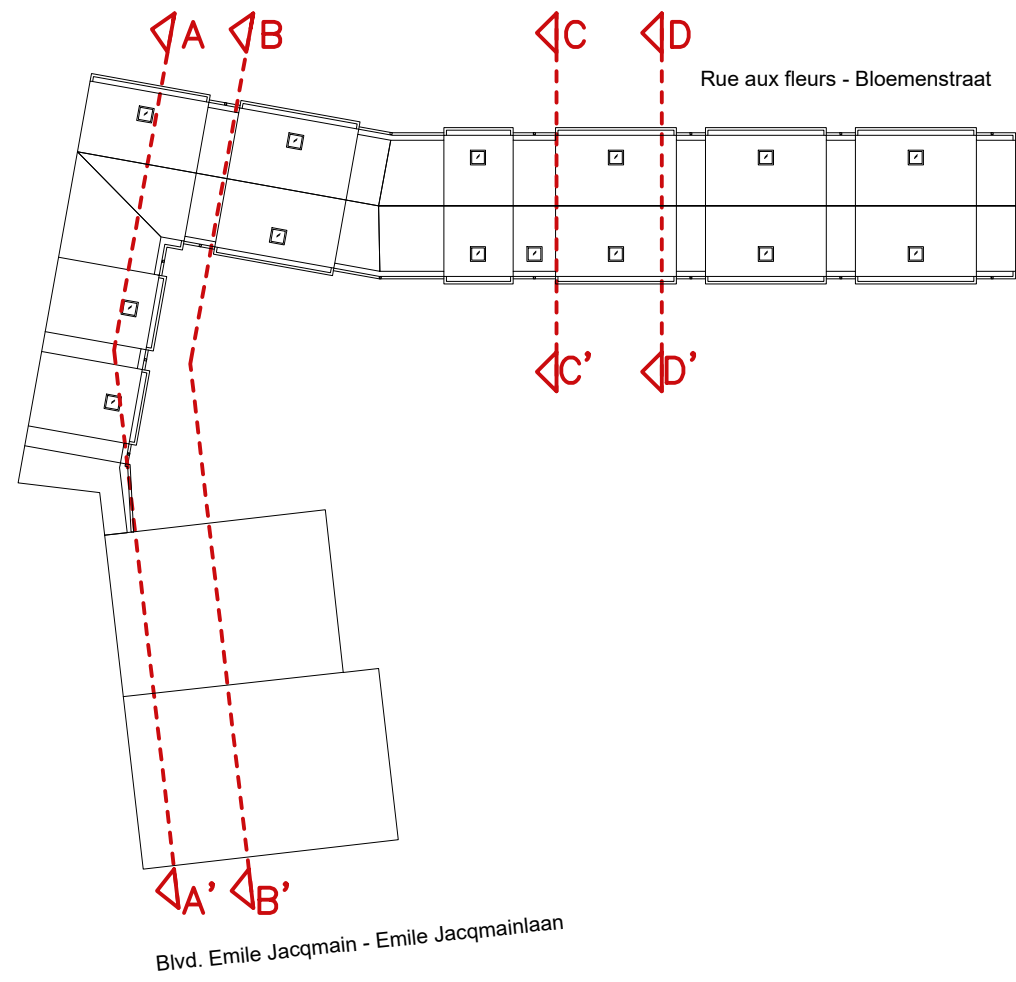 A
B
C
D
Rue aux fleurs - Bloemenstraat
C’
D’
A’
B’
Blvd. Emile Jacqmain - Emile Jacqmainlaan